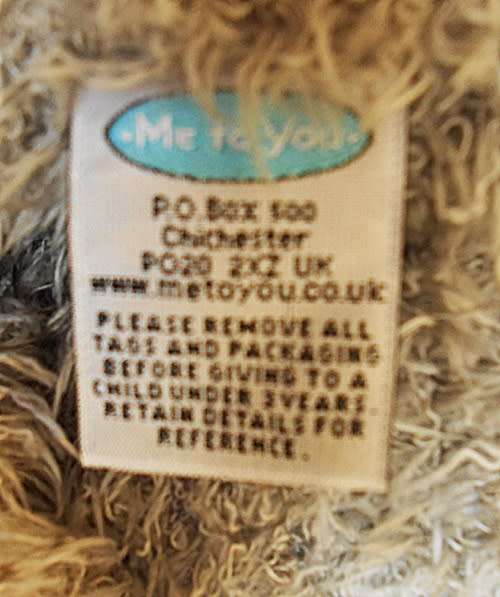 •Me to you•
P.O. Box 500
Chichester
PO20 2XZ UK
www.metoyou.co.uk
PLEASE REMOVE ALL
TAGS AND PACKAGING
BEFORE GIVING TO A
CHILD UNDER 3YEARS.
RETAIN DETAILS FOR
REFERENCE.